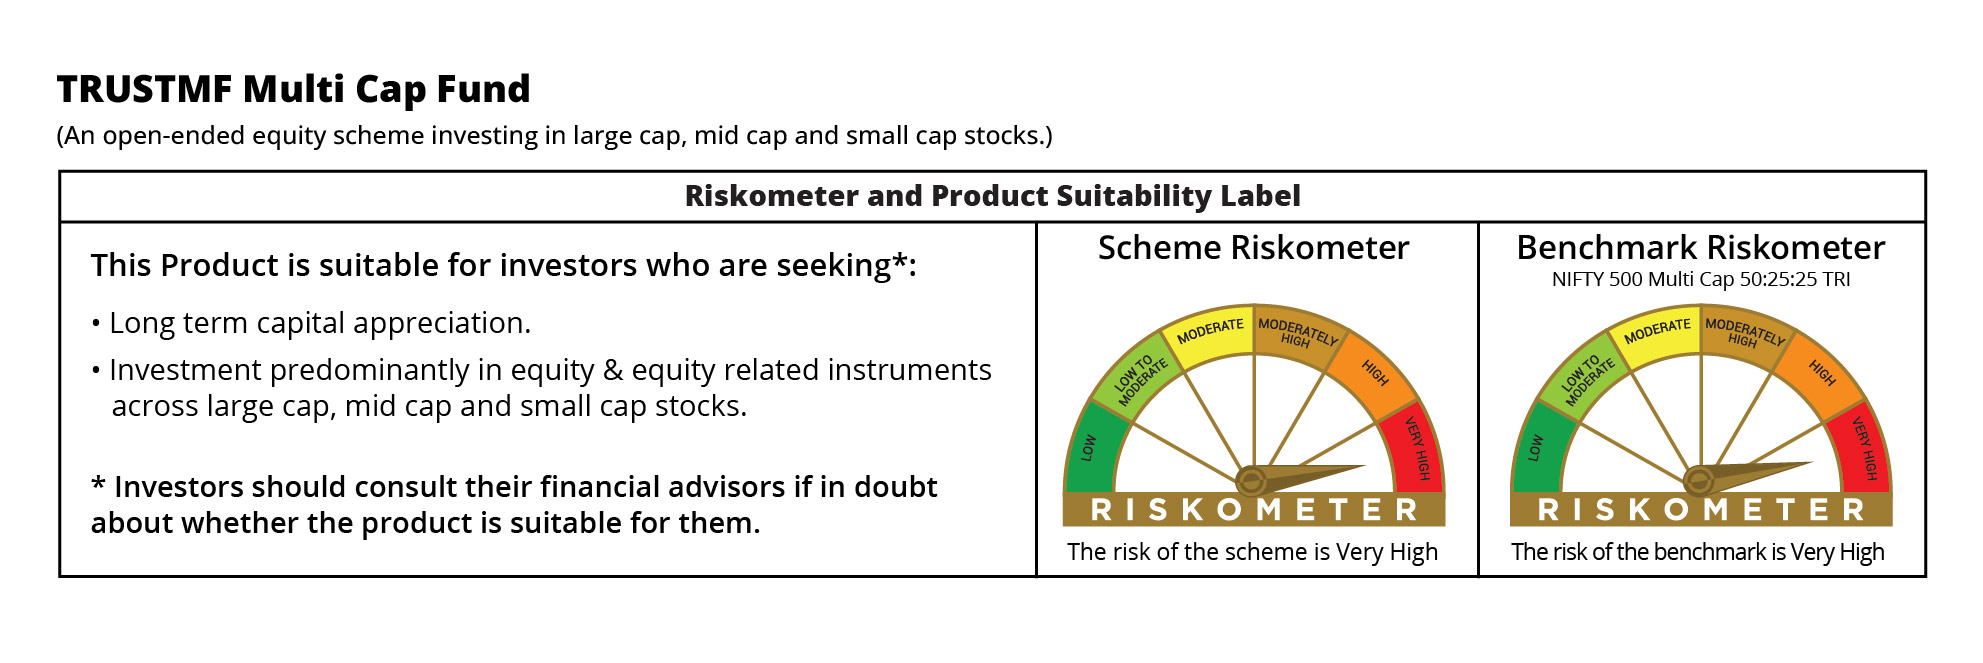 TRUSTMF Multi Cap Fund
(An open-ended equity scheme investing in large cap, mid cap and small cap stocks.)
Riskometer and Product Suitability Label
This Product is suitable for investors who are seeking*:
• Long term capital appreciation.
• Investment predominantly in equity & equity related instruments
across large cap, mid cap and small cap stocks.
* Investors should consult their financial advisors if in doubt
about whether the product is suitable for them.
Scheme Riskometer
LOW
LOW TO
MODERATE
MODERATE
MODERATELY
HIGH
HIGH
VERY HIGH
RISKOMETER
The risk of the scheme is Very High
Benchmark Riskometer
NIFTY 500 Multi Cap 50:25:25 TRI
LOW
LOW TO
MODERATE
MODERATE
MODERATELY
HIGH
HIGH
VERY HIGH
RISKOMETER
The risk of the benchmark is Very High